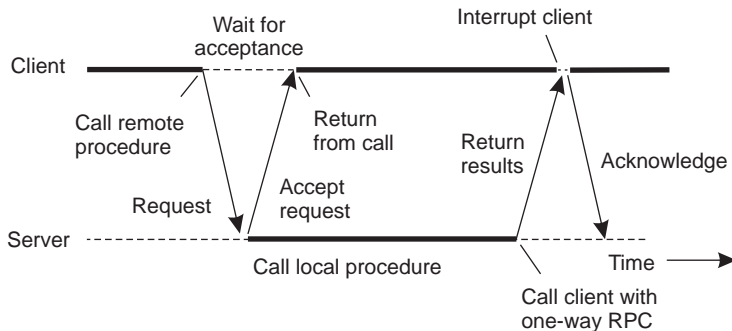 Interrupt client
Wait for
acceptance
Client
Call remote
procedure
Return
from call
Return
results
Acknowledge
Request
Accept
request
Server
Call local procedure
Time
Call client with
one-way RPC